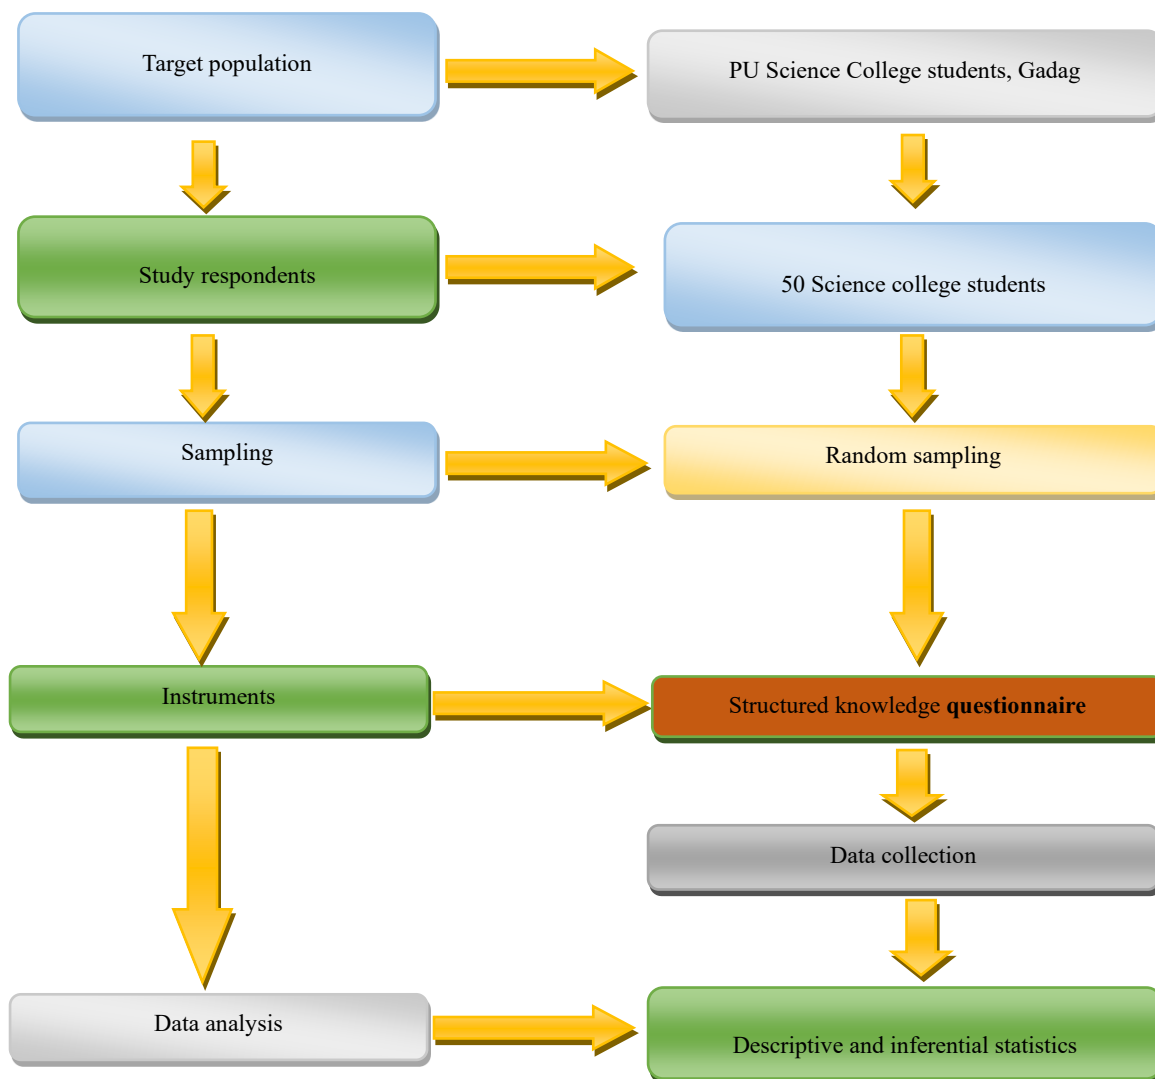 Target population
PU Science College students, Gadag
Study respondents
50 Science college students
Sampling
Random sampling
Instruments
Structured knowledge questionnaire
Data collection
Data analysis
Descriptive and inferential statistics